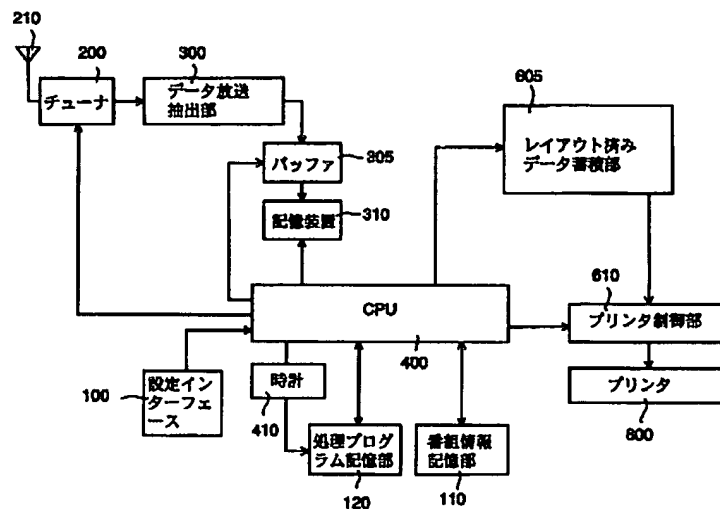 210
200
300
チューナ
データ放送
抽出部
305
バッファ
記憶装置
310
605
レイアウト済み
データ蓄積部
CPU
400
610
プリンタ制御部
プリンタ
600
100
設定インターフェース
時計
410
処理プログラム記憶部
120
番組情報
記憶部
110